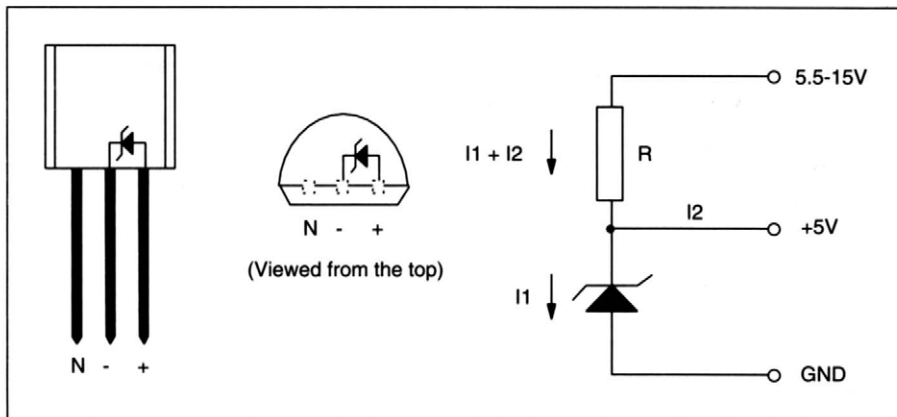 N - +
N - +
(Viewed from the top)
5.5-15V
I1 + I2
R
I2
+5V
I1
GND